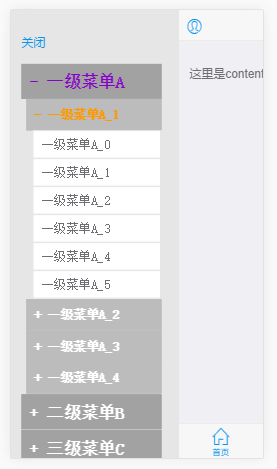 关闭
- 一级菜单A
- 一级菜单A_1
一级菜单A_0
一级菜单A_1
一级菜单A_2
一级菜单A_3
一级菜单A_4
一级菜单A_5
+ 一级菜单A_2
+ 一级菜单A_3
+ 一级菜单A_4
+ 二级菜单B
+ 三级菜单C
这里是content
首页